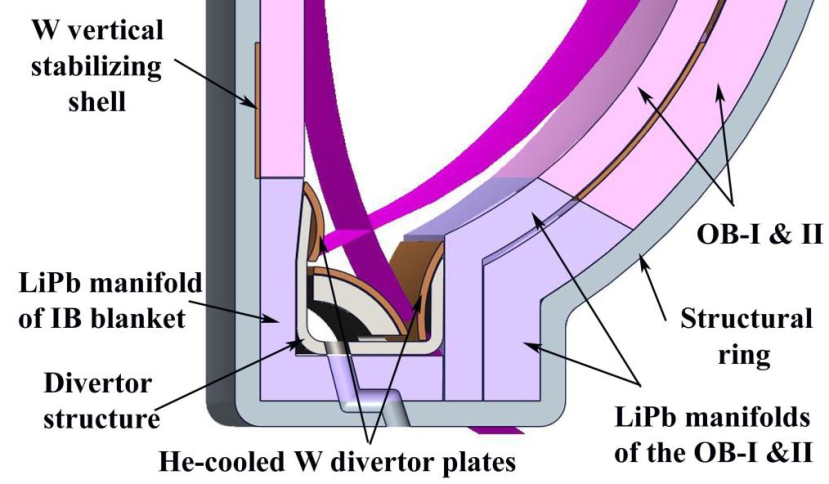 W vertical
stabilizing
shell
OB-I & II
LiPb manifold
of IB blanket
Structural
ring
Divertor
structure
LiPb manifolds
of the OB-I &II
He-cooled W divertor plates